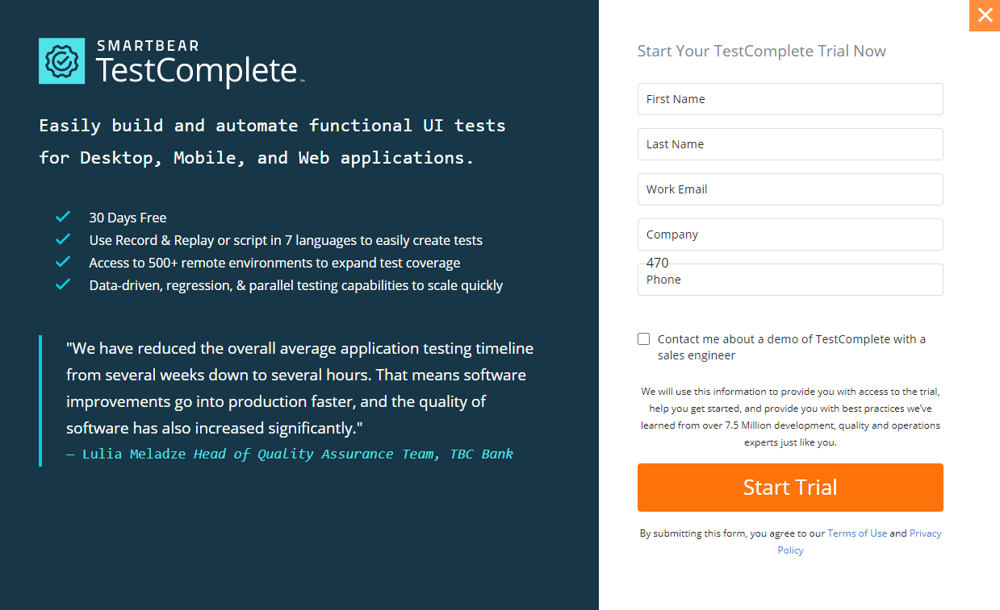 SMARTBEAR
TestComplete™
Easily build and automate functional UI tests
for Desktop, Mobile, and Web applications.
30 Days Free
Use Record & Replay or script in 7 languages to easily create tests
Access to 500+ remote environments to expand test coverage
Data-driven, regression, & parallel testing capabilities to scale quickly
"We have reduced the overall average application testing timeline
from several weeks down to several hours. That means software
improvements go into production faster, and the quality of
software has also increased significantly."
— Lulia Meladze Head of Quality Assurance Team, TBC Bank
Start Your TestComplete Trial Now
First Name
Last Name
Work Email
Company
470
Phone
Contact me about a demo of TestComplete with a
sales engineer
We will use this information to provide you with access to the trial,
help you get started, and provide you with best practices we’ve
learned from over 7.5 Million development, quality and operations
experts just like you.
Start Trial
By submitting this form, you agree to our Terms of Use and Privacy
Policy